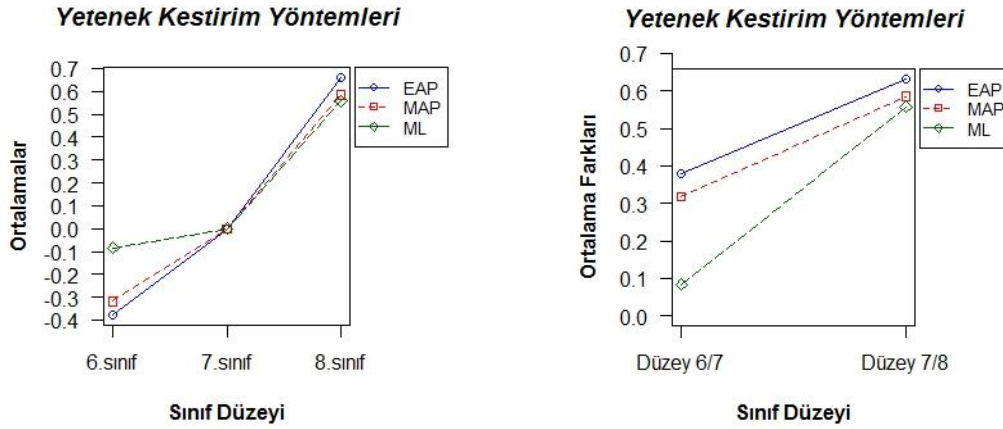 Yetenek Kestirim Yöntemleri
Ortalamalar
0.7
0.6
0.5
0.4
0.3
0.2
0.1
0.0
-0.1
-0.2
-0.3
-0.4
6.sınıf 7.sınıf 8.sınıf
Sınıf Düzeyi
EAP
MAP
ML
Yetenek Kestirim Yöntemleri
Ortalama Farkları
0.7
0.6
0.5
0.4
0.3
0.2
0.1
0.0
Düzey 6/7 Düzey 7/8
Sınıf Düzeyi
EAP
MAP
ML